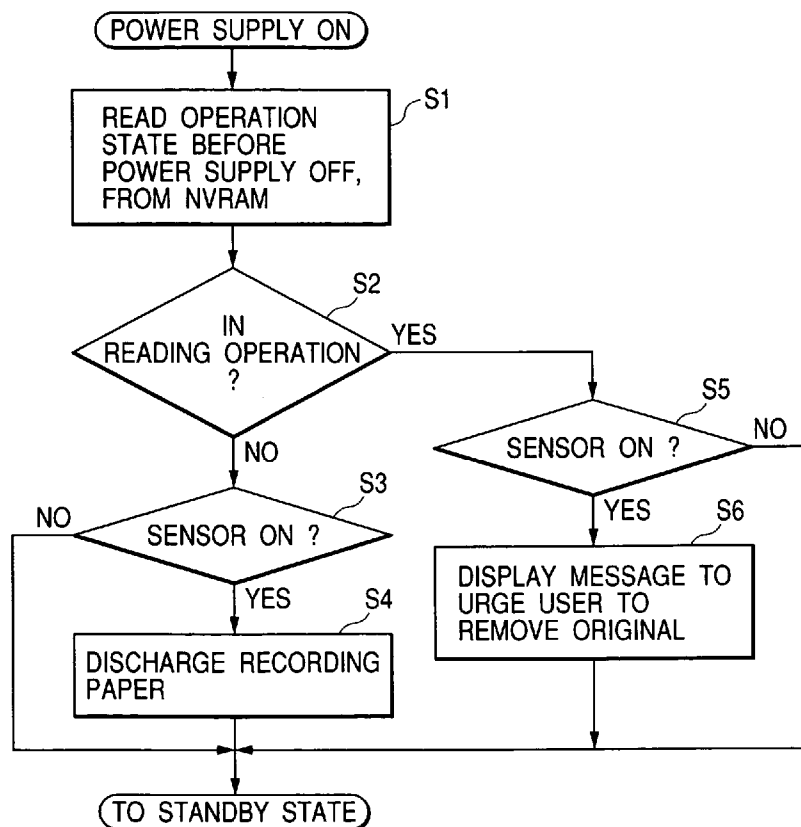 POWER SUPPLY ON
S1
READ OPERATION
STATE BEFORE
POWER SUPPLY OFF,
FROM NVRAM
S2
IN
READING OPERATION
?
YES
NO
S5
SENSOR ON ?
NO
YES
S3
NO
SENSOR ON ?
YES
S6
DISPLAY MESSAGE TO
URGE USER TO
REMOVE ORIGINAL
S4
DISCHARGE RECORDING
PAPER
TO STANDBY STATE